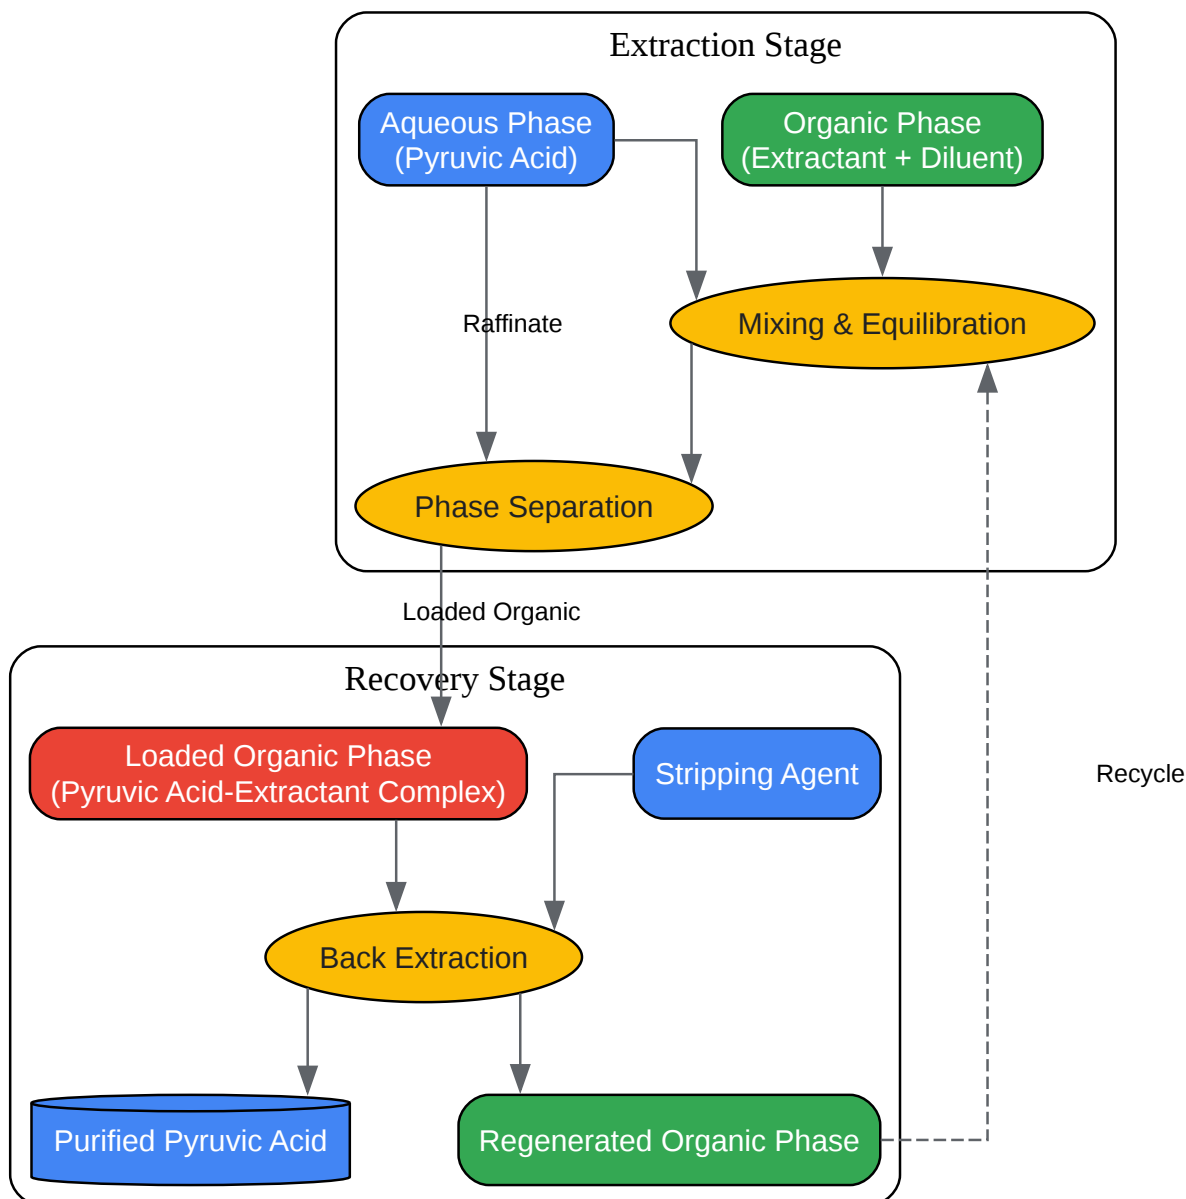 Extraction Stage
Aqueous Phase
(Pyruvic Acid)
Organic Phase
(Extractant + Diluent)
Raffinate
Mixing & Equilibration
Phase Separation
Loaded Organic
Recovery Stage
Loaded Organic Phase
(Pyruvic Acid-Extractant Complex)
Stripping Agent
Recycle
Back Extraction
Purified Pyruvic Acid
Regenerated Organic Phase